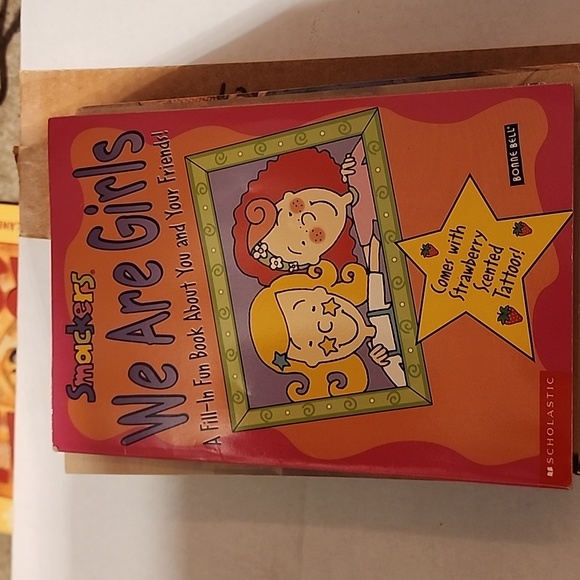 Smackers®
We Are Girls
A Fill-In Fun Book About You and Your Friends!
BONNE BELL®
Comes with
Strawberry
Scented
Tattoos!
SCHOLASTIC